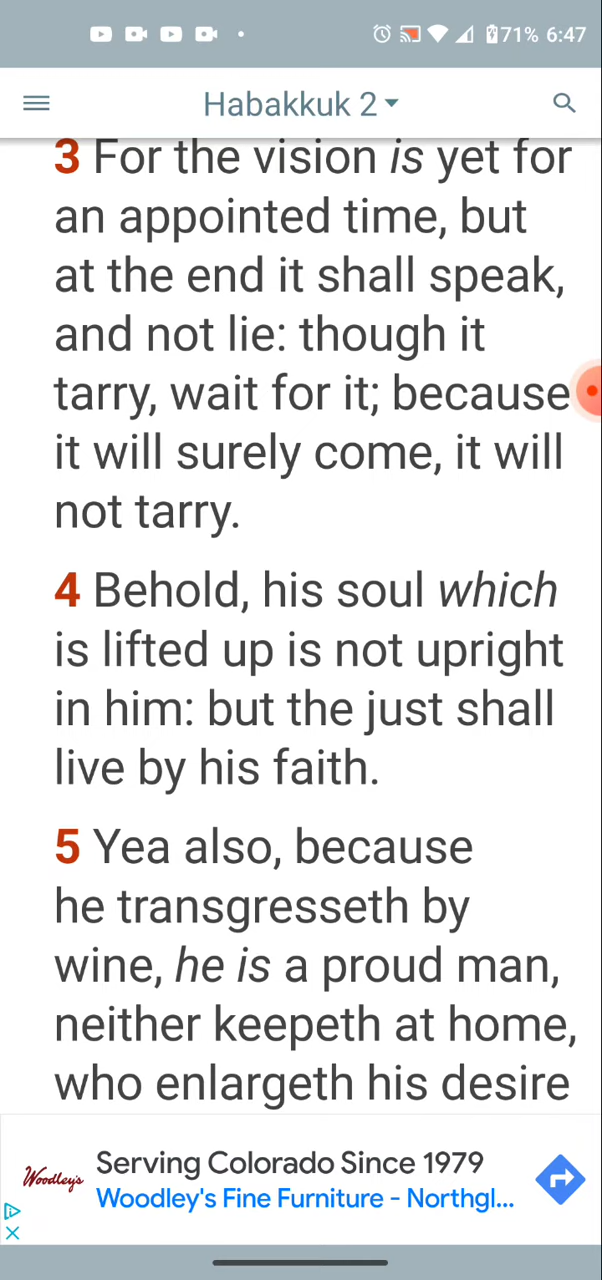 71% 6:47
Habakkuk 2
3 For the vision is yet for
an appointed time, but
at the end it shall speak,
and not lie: though it
tarry, wait for it; because
it will surely come, it will
not tarry.
4 Behold, his soul which
is lifted up is not upright
in him: but the just shall
live by his faith.
5 Yea also, because
he transgresseth by
wine, he is a proud man,
neither keepeth at home,
who enlargeth his desire
Woodley's
Serving Colorado Since 1979
Woodley's Fine Furniture - Northgl...